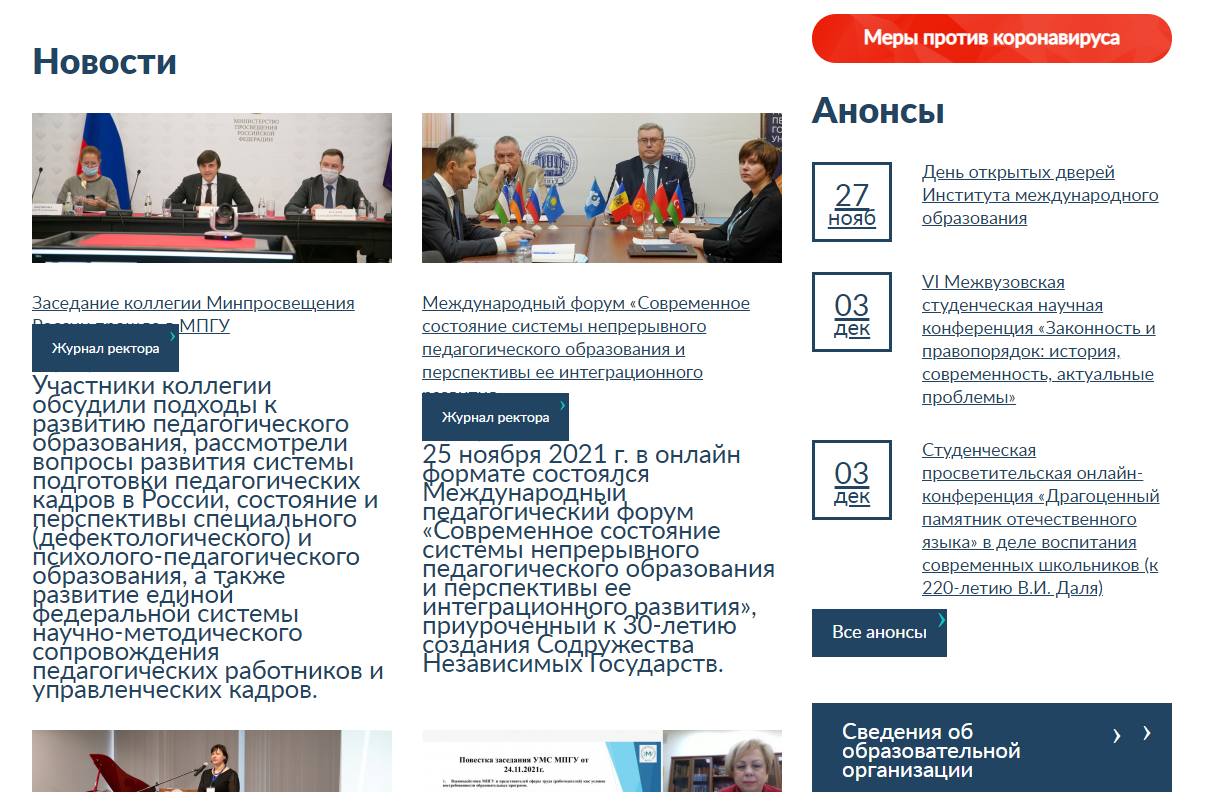 Новости
МИНИСТЕРСТВО
ПРОСВЕЩЕНИЯ
РОССИЙСКОЙ
ФЕДЕРАЦИИ
Заседание коллегии Минпросвещения
МПГУ
Журнал ректора
Участники коллегии
обсудили подходы к
развитию педагогического
образования, рассмотрели
вопросы развития системы
подготовки педагогических
кадров в России, состояние и
перспективы специального
(дефектологического) и
психолого-педагогического
образования, а также
развитие единой
федеральной системы
научно-методического
сопровождения
педагогических работников и
управленческих кадров.
Международный форум «Современное
состояние системы непрерывного
педагогического образования и
перспективы ее интеграционного
Журнал ректора
25 ноября 2021 г. в онлайн
формате состоялся
Международный
педагогический форум
«Современное состояние
системы непрерывного
педагогического образования
и перспективы ее
интеграционного развития»,
приуроченный к 30-летию
создания Содружества
Независимых Государств.
Повестка заседания УМС МПГУ от
24.11.2021г.
Меры против коронавируса
Анонсы
27
нояб
День открытых дверей
Института международного
образования
03
дек
VI Межвузовская
студенческая научная
конференция «Законность и
правопорядок: история,
современность, актуальные
проблемы»
03
дек
Студенческая
просветительская онлайн-
конференция «Драгоценный
памятник отечественного
языка» в деле воспитания
современных школьников (к
220-летию В.И. Даля)
Все анонсы
Сведения об
образовательной
организации